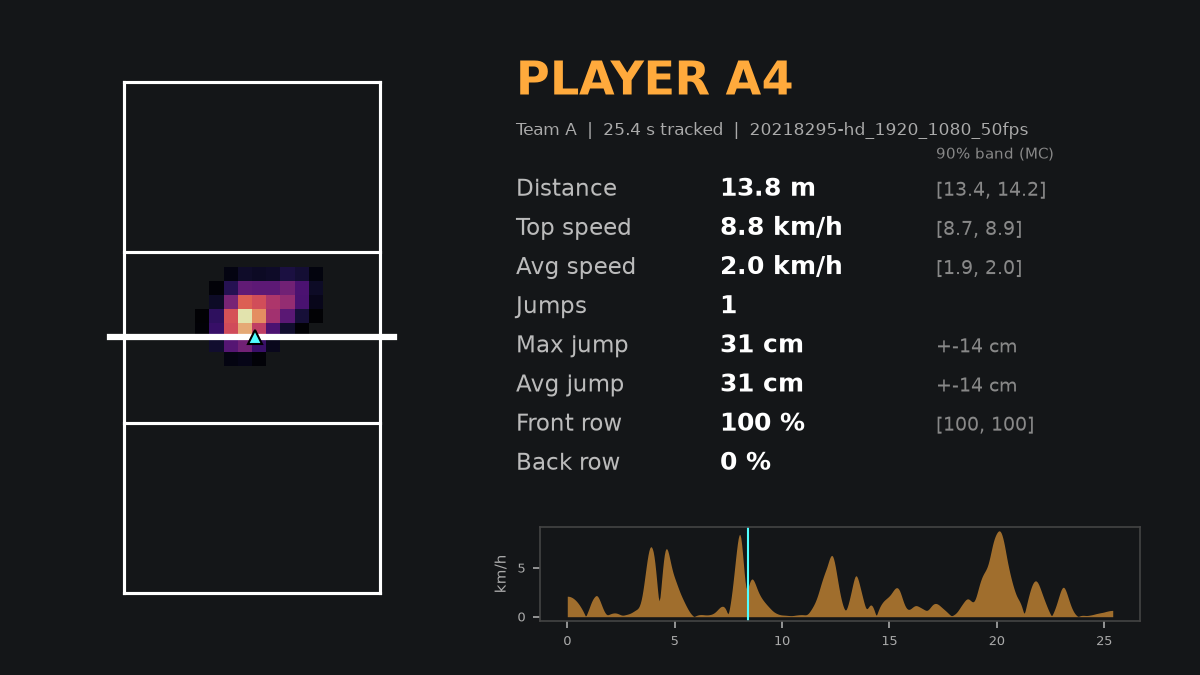 PLAYER A4
Team A | 25.4 s tracked | 20218295-hd_1920_1080_50fps
90% band (MC)
Distance 13.8 m [13.4, 14.2]
Top speed 8.8 km/h [8.7, 8.9]
Avg speed 2.0 km/h [1.9, 2.0]
Jumps 1
Max jump 31 cm +-14 cm
Avg jump 31 cm +-14 cm
Front row 100 % [100, 100]
Back row 0 %
km/h
5
0
0 5 10 15 20 25